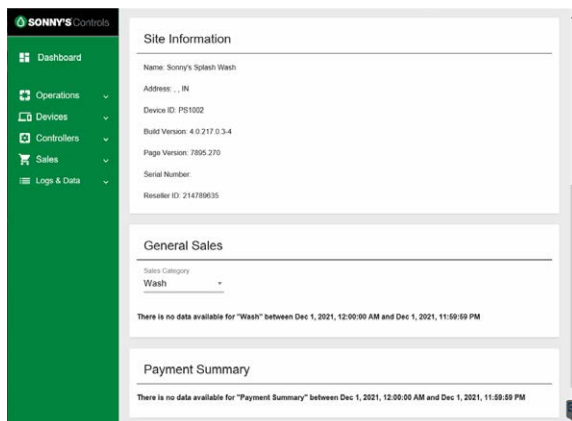 SONNY'S Controls
Dashboard
Operations
Devices
Controllers
Sales
Logs & Data
Site Information
Name: Sonny's Splash Wash
Address: , , IN
Device ID: PS1002
Build Version: 4.0.217.0.3-4
Page Version: 7895.270
Serial Number:
Reseller ID: 214789635
General Sales
Sales Category
Wash
There is no data available for "Wash" between Dec 1, 2021, 12:00:00 AM and Dec 1, 2021, 11:59:59 PM
Payment Summary
There is no data available for "Payment Summary" between Dec 1, 2021, 12:00:00 AM and Dec 1, 2021, 11:59:59 PM